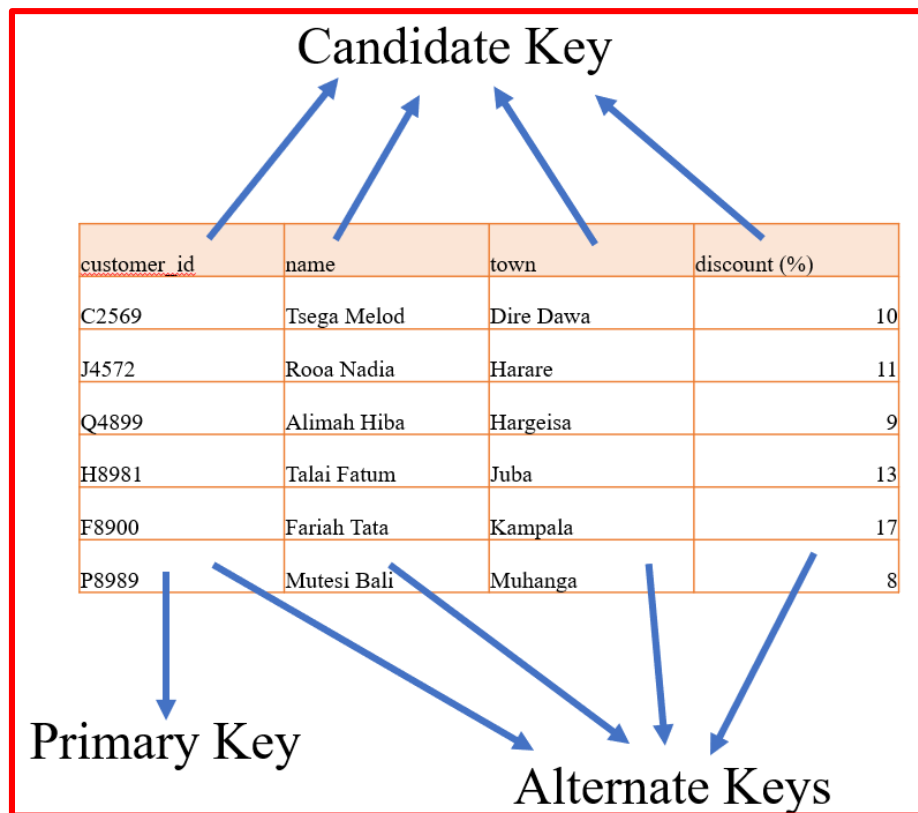 Candidate Key
customer_id name town discount (%)
C2569 Tsega Melod Dire Dawa 10
J4572 Rooa Nadia Harare 11
Q4899 Alimah Hiba Hargeisa 9
H8981 Talai Fatum Juba 13
F8900 Fariah Tata Kampala 17
P8989 Mutesi Bali Muhanga 8
Primary Key
Alternate Keys